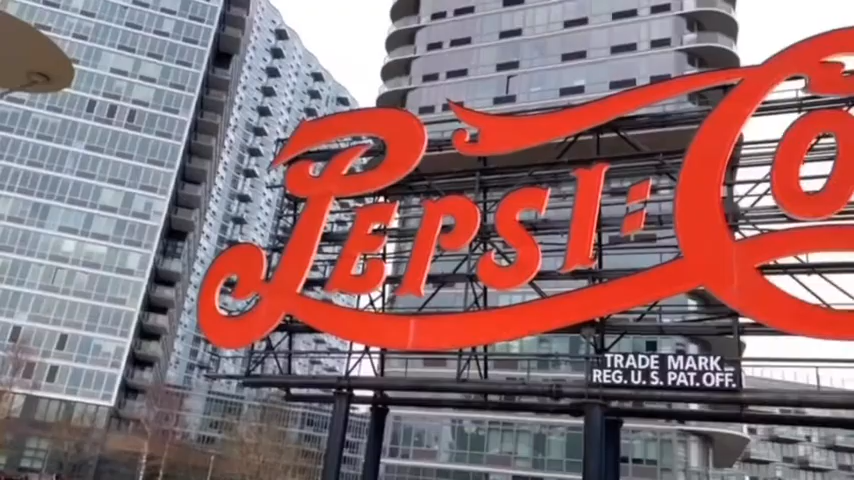 PEPSI:CO
TRADE MARK
REG. U. S. PAT. OFF.